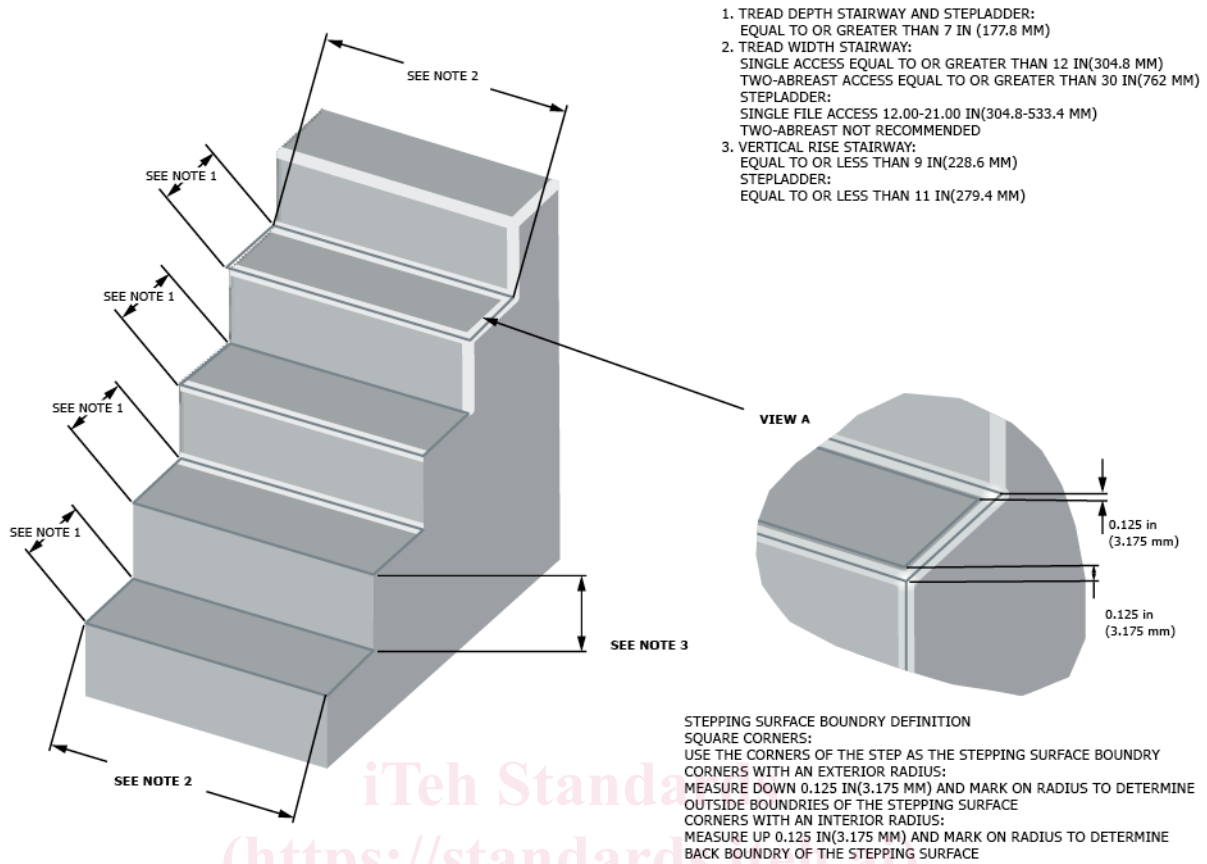 1. TREAD DEPTH STAIRWAY AND STEPLADDER:
EQUAL TO OR GREATER THAN 7 IN (177.8 MM)
2. TREAD WIDTH STAIRWAY:
SINGLE ACCESS EQUAL TO OR GREATER THAN 12 IN(304.8 MM)
TWO-ABREAST ACCESS EQUAL TO OR GREATER THAN 30 IN(762 MM)
STEPLADDER:
SINGLE FILE ACCESS 12.00-21.00 IN(304.8-533.4 MM)
TWO-ABREAST NOT RECOMMENDED
3. VERTICAL RISE STAIRWAY:
EQUAL TO OR LESS THAN 9 IN(228.6 MM)
STEPLADDER:
EQUAL TO OR LESS THAN 11 IN(279.4 MM)
SEE NOTE 2
SEE NOTE 1
SEE NOTE 1
SEE NOTE 1
SEE NOTE 1
SEE NOTE 2
SEE NOTE 3
VIEW A
0.125 in
(3.175 mm)
0.125 in
(3.175 mm)
STEPPING SURFACE BOUNDRY DEFINITION
SQUARE CORNERS:
USE THE CORNERS OF THE STEP AS THE STEPPING SURFACE BOUNDRY
CORNERS WITH AN EXTERIOR RADIUS:
MEASURE DOWN 0.125 IN(3.175 MM) AND MARK ON RADIUS TO DETERMINE
OUTSIDE BOUNDRIES OF THE STEPPING SURFACE
CORNERS WITH AN INTERIOR RADIUS:
MEASURE UP 0.125 IN(3.175 MM) AND MARK ON RADIUS TO DETERMINE
BACK BOUNDRY OF THE STEPPING SURFACE
iTeh Standards